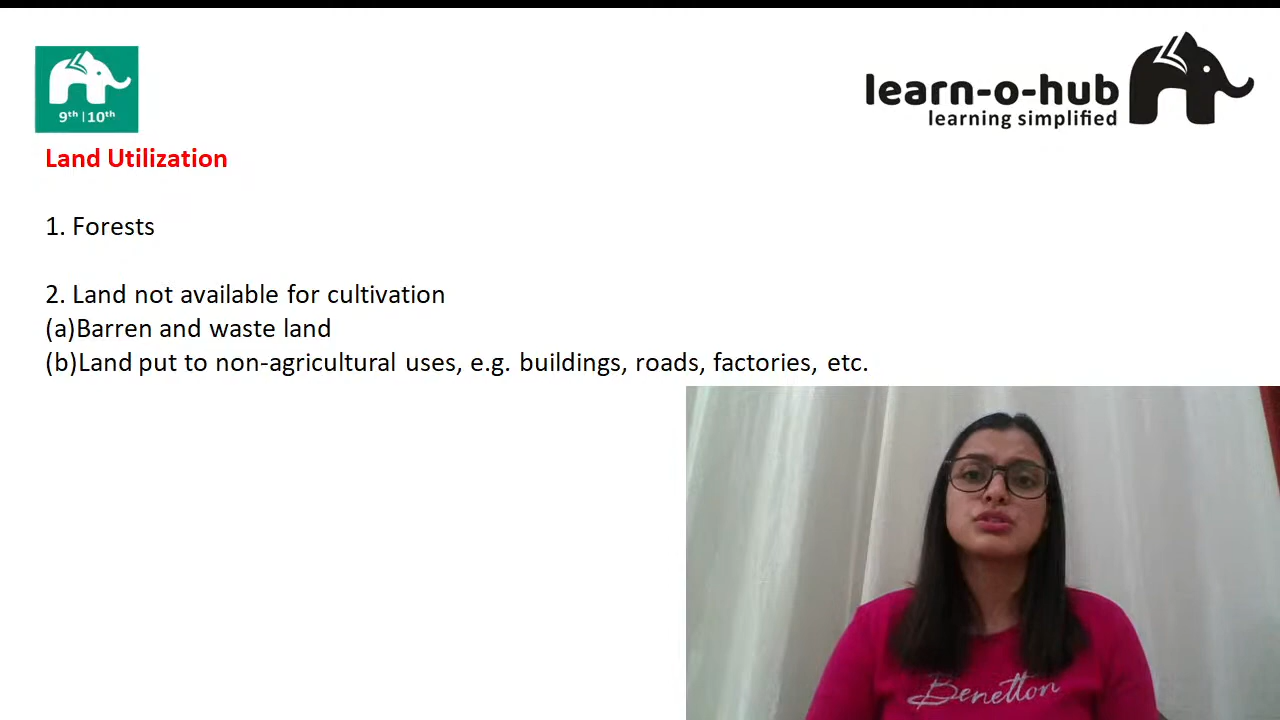 9th | 10th
learn-o-hub
learning simplified
Land Utilization
1. Forests
2. Land not available for cultivation
(a)Barren and waste land
(b)Land put to non-agricultural uses, e.g. buildings, roads, factories, etc.
Benetton